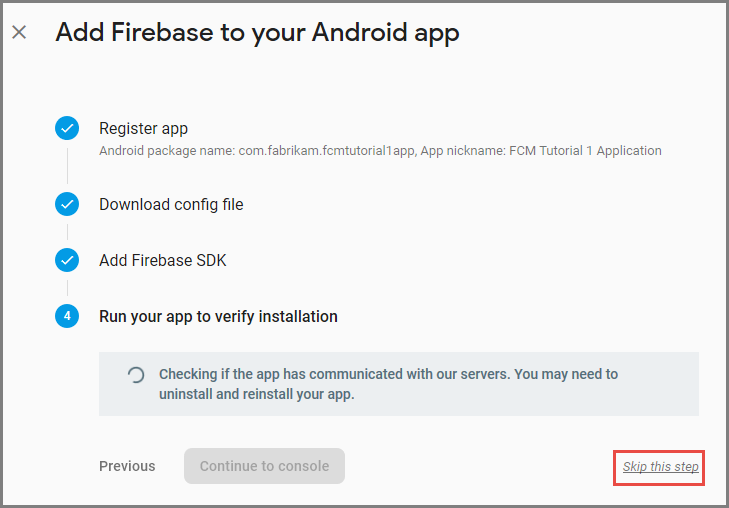 Add Firebase to your Android app
Register app
Android package name: com.fabrikam.fcmtutorial1app, App nickname: FCM Tutorial 1 Application
Download config file
Add Firebase SDK
4
Run your app to verify installation
Checking if the app has communicated with our servers. You may need to
uninstall and reinstall your app.
Previous
Continue to console
Skip this step